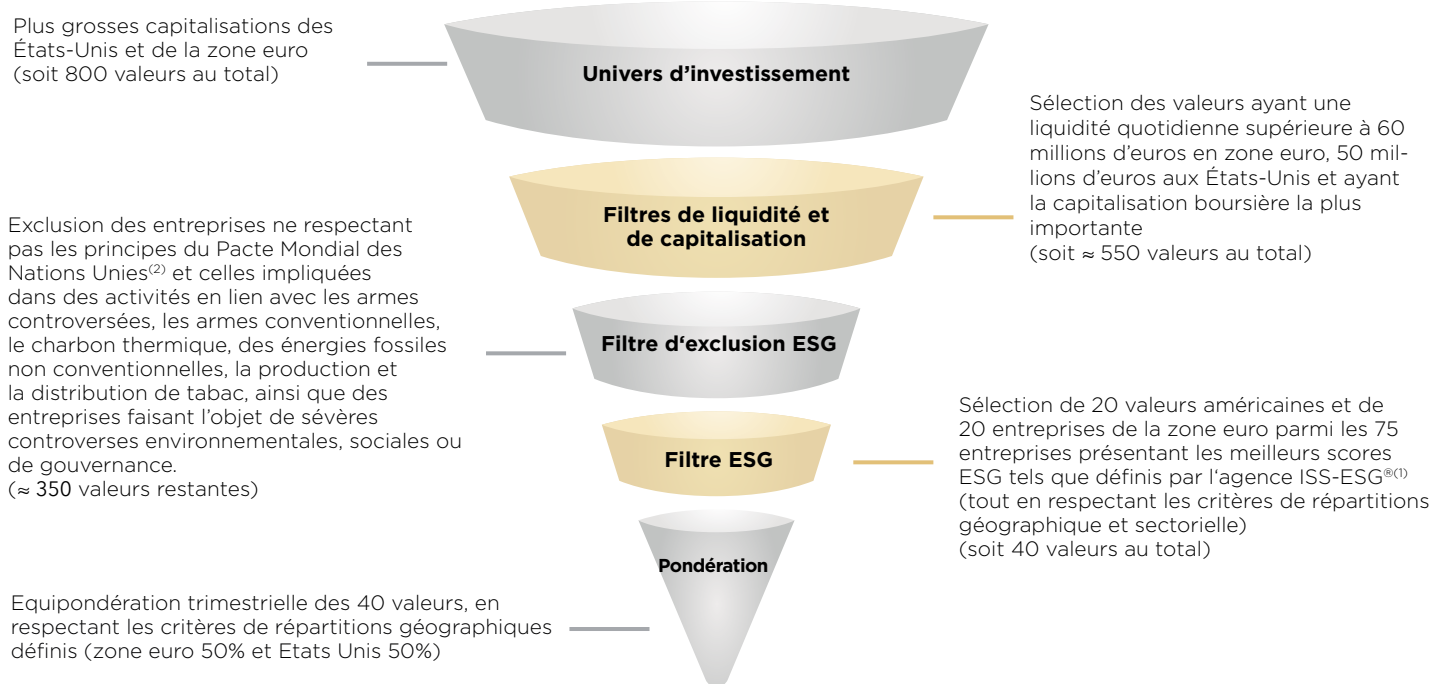 Plus grosses capitalisations des
États-Unis et de la zone euro
(soit 800 valeurs au total)
Univers d’investissement
Sélection des valeurs ayant une
liquidité quotidienne supérieure à 60
millions d’euros en zone euro, 50 mil-
lions d’euros aux États-Unis et ayant
la capitalisation boursière la plus
importante
(soit ≈ 550 valeurs au total)
Filtres de liquidité et
de capitalisation
Exclusion des entreprises ne respectant
pas les principes du Pacte Mondial des
Nations Unies(2) et celles impliquées
dans des activités en lien avec les armes
controversées, les armes conventionnelles,
le charbon thermique, des énergies fossiles
non conventionnelles, la production et
la distribution de tabac, ainsi que des
entreprises faisant l’objet de sévères
controverses environnementales, sociales ou
de gouvernance.
(≈ 350 valeurs restantes)
Filtre d‘exclusion ESG
Filtre ESG
Sélection de 20 valeurs américaines et de
20 entreprises de la zone euro parmi les 75
entreprises présentant les meilleurs scores
ESG tels que définis par l‘agence ISS-ESG®(1)
(tout en respectant les critères de répartitions
géographique et sectorielle)
(soit 40 valeurs au total)
Pondération
Equipondération trimestrielle des 40 valeurs, en
respectant les critères de répartitions géographiques
définis (zone euro 50% et Etats Unis 50%)